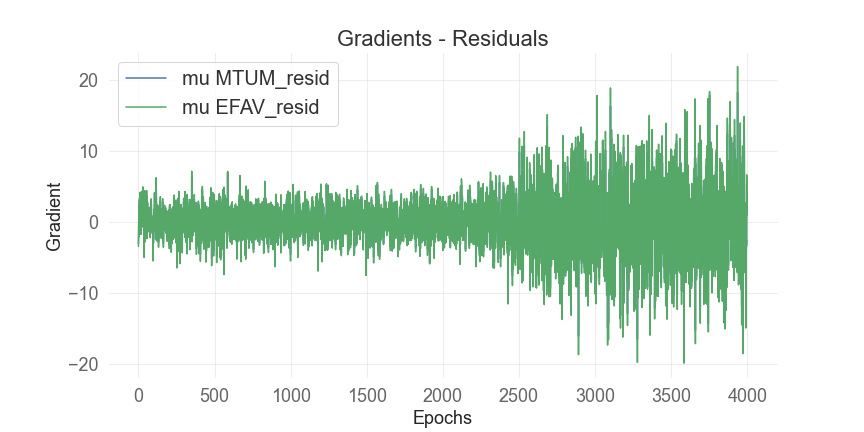 Gradients - Residuals
mu MTUM_resid
mu EFAV_resid
Gradient
20
10
0
−10
−20
0 500 1000 1500 2000 2500 3000 3500 4000
Epochs